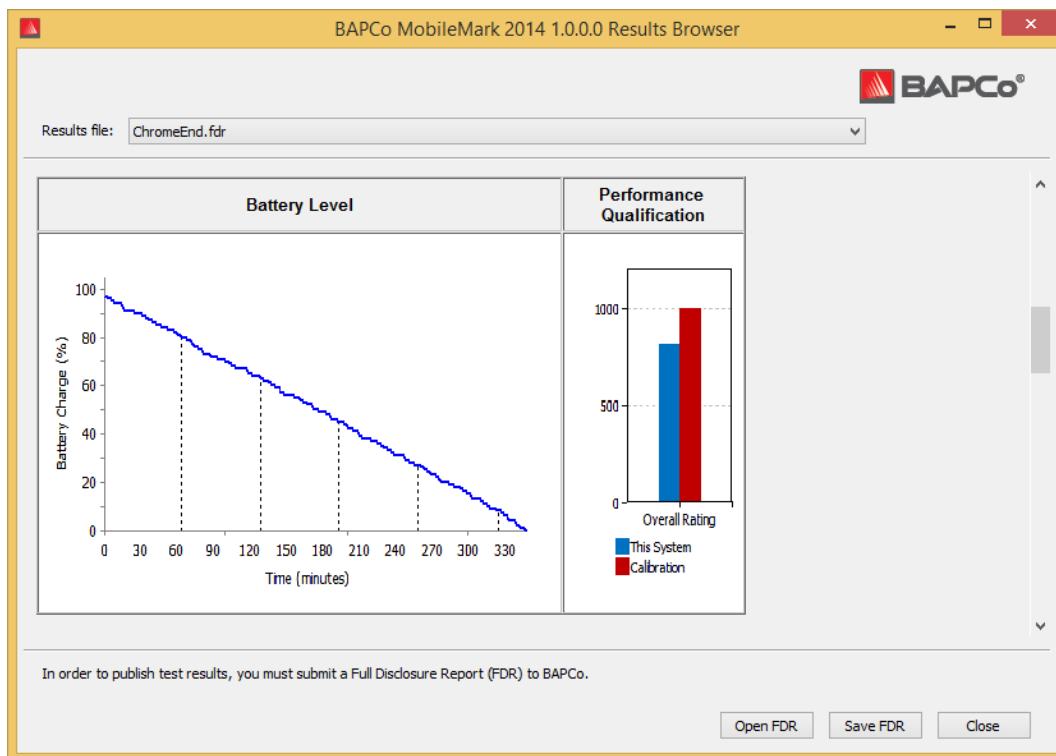 BAPCo MobileMark 2014 1.0.0.0 Results Browser
BAPCo®
Results file: ChromeEnd.fdr
Battery Level
Performance
Qualification
Battery Charge (%)
100
80
60
40
20
0
0 30 60 90 120 150 180 210 240 270 300 330
Time (minutes)
1000
500
0
Overall Rating
This System
Calibration
In order to publish test results, you must submit a Full Disclosure Report (FDR) to BAPCo.
Open FDR Save FDR Close